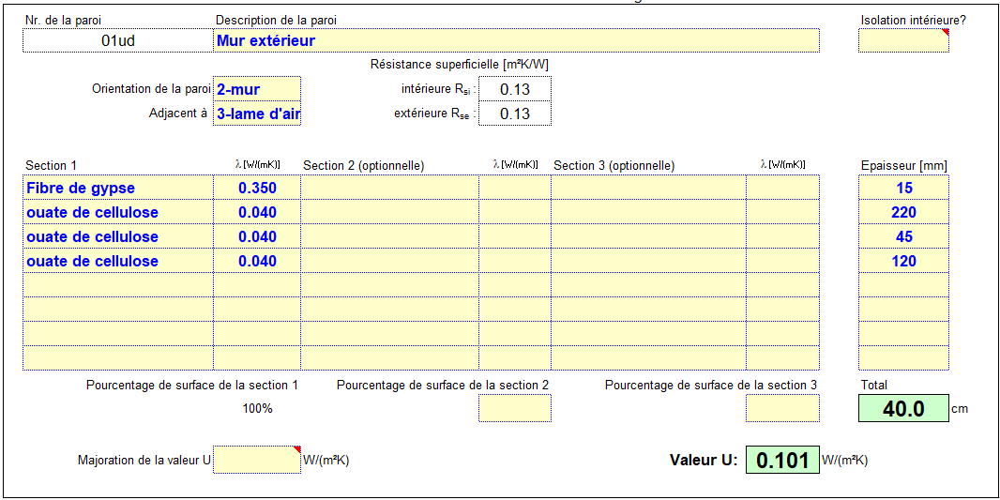 Nr. de la paroi Description de la paroi Isolation intérieure?
01ud Mur extérieur
Résistance superficielle [m²K/W]
Orientation de la paroi 2-mur intérieure Rsi : 0.13
Adjacent à 3-lame d'air extérieure Rse : 0.13
Section 1 λ [W/(mK)] Section 2 (optionnelle) λ [W/(mK)] Section 3 (optionnelle) λ [W/(mK)] Epaisseur [mm]
Fibre de gypse 0.350 15
ouate de cellulose 0.040 220
ouate de cellulose 0.040 45
ouate de cellulose 0.040 120
Pourcentage de surface de la section 1 Pourcentage de surface de la section 2 Pourcentage de surface de la section 3 Total
100% 40.0 cm
Majoration de la valeur U W/(m²K) Valeur U: 0.101 W/(m²K)